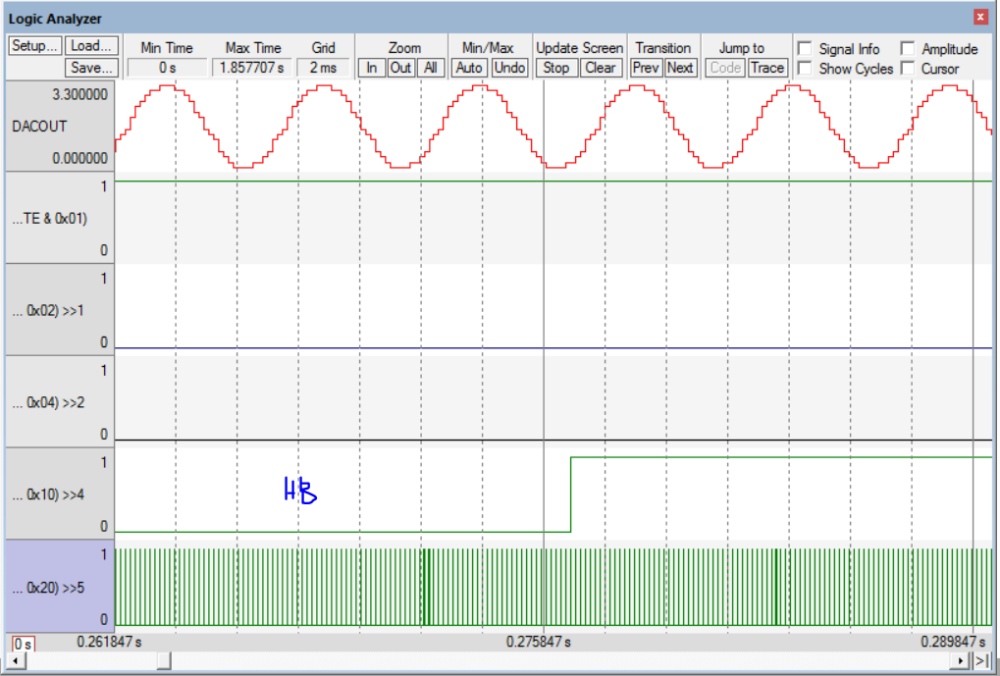 Logic Analyzer
Setup... Load... Min Time Max Time Grid Zoom Min/Max Update Screen Transition Jump to Signal Info Amplitude
Save... 0 s 1.857707 s 2 ms In Out All Auto Undo Stop Clear Prev Next Code Trace Show Cycles Cursor
3.300000
DACOUT
0.000000
1
...TE & 0x01)
0
1
... 0x02) >>1
0
1
... 0x04) >>2
0
1
... 0x10) >>4
HB
0
1
... 0x20) >>5
0
0 s 0.261847 s 0.275847 s 0.289847 s